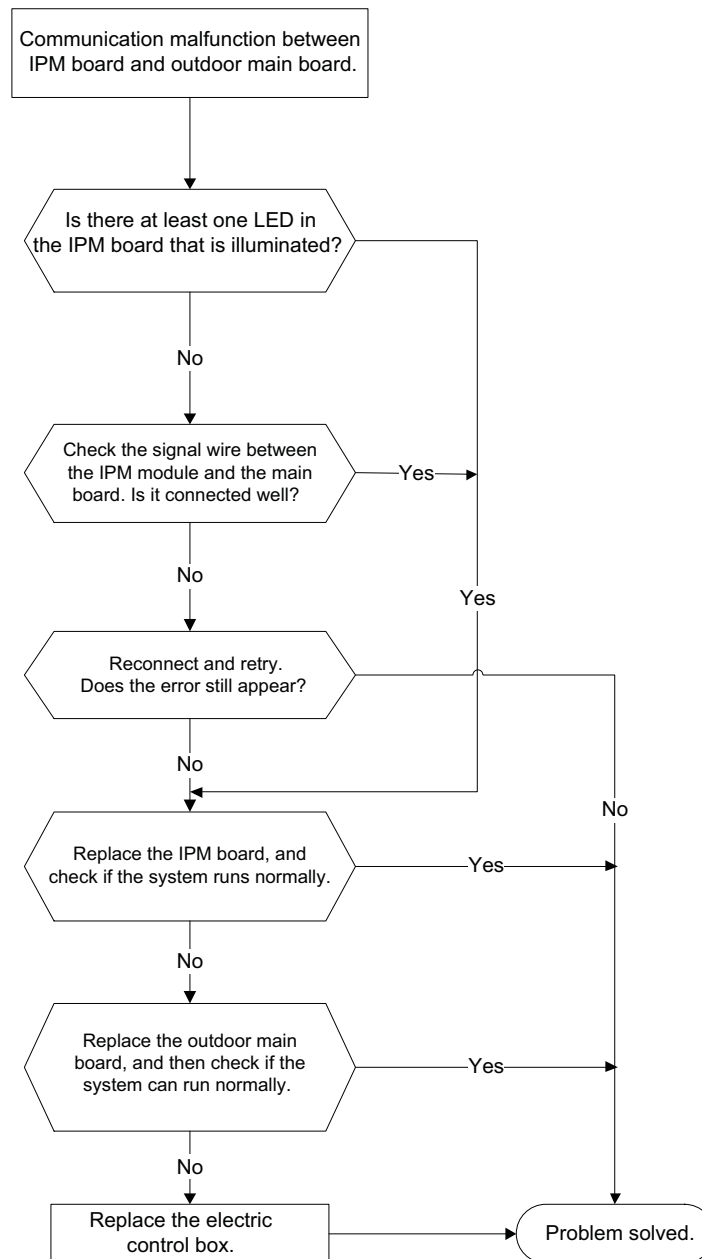 Communication malfunction between
IPM board and outdoor main board.
Is there at least one LED in
the IPM board that is illuminated?
No
Check the signal wire between
the IPM module and the main
board. Is it connected well?
Yes
No
Yes
Reconnect and retry.
Does the error still appear?
No
No
Replace the IPM board, and
check if the system runs normally.
Yes
No
Replace the outdoor main
board, and then check if the
system can run normally.
Yes
No
Replace the electric
control box.
Problem solved.